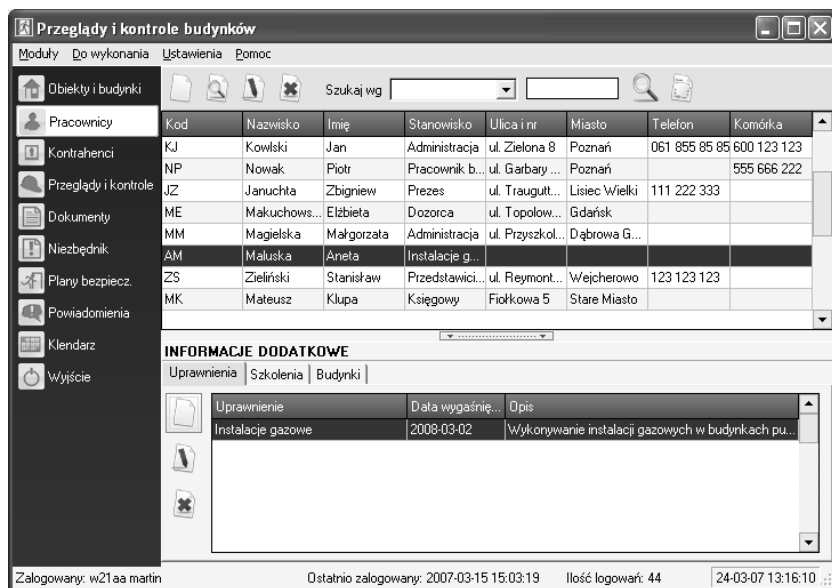 Przeglądy i kontrole budynków
Moduły Do wykonania Ustawienia Pomoc
Obiekty i budynki
Pracownicy
Kontrahenci
Przeglądy i kontrole
Dokumenty
Niezbędnik
Plany bezpiecz.
Powiadomienia
Klendarz
Wyjście
Szukaj wg
Kod Nazwisko Imię Stanowisko Ulica i nr Miasto Telefon Komórka
KJ Kowlski Jan Administracja ul. Zielona 8 Poznań 061 855 85 85 600 123 123
NP Nowak Piotr Pracownik b... ul. Garbary ... Poznań 555 666 222
JZ Januchta Zbigniew Prezes ul. Traugutt... Lisiec Wielki 111 222 333
ME Makuchows... Elżbieta Dozorca ul. Topolow... Gdańsk
MM Magielska Małgorzata Administracja ul. Przyszkol... Dąbrowa G...
AM Maluska Aneta Instalacje g...
ZS Zieliński Stanisław Przedstawici... ul. Reymont... Wejcherowo 123 123 123
MK Mateusz Klupa Księgowy Fiołkowa 5 Stare Miasto
INFORMACJE DODATKOWE
Uprawnienia Szkolenia Budynki
Uprawnienie Data wygaśnię... Opis
Instalacje gazowe 2008-03-02 Wykonywanie instalacji gazowych w budynkach pu...
Zalogowany: w21aa martin Ostatnio zalogowany: 2007-03-15 15:03:19 Ilość logowań: 44 24-03-07 13:16:10